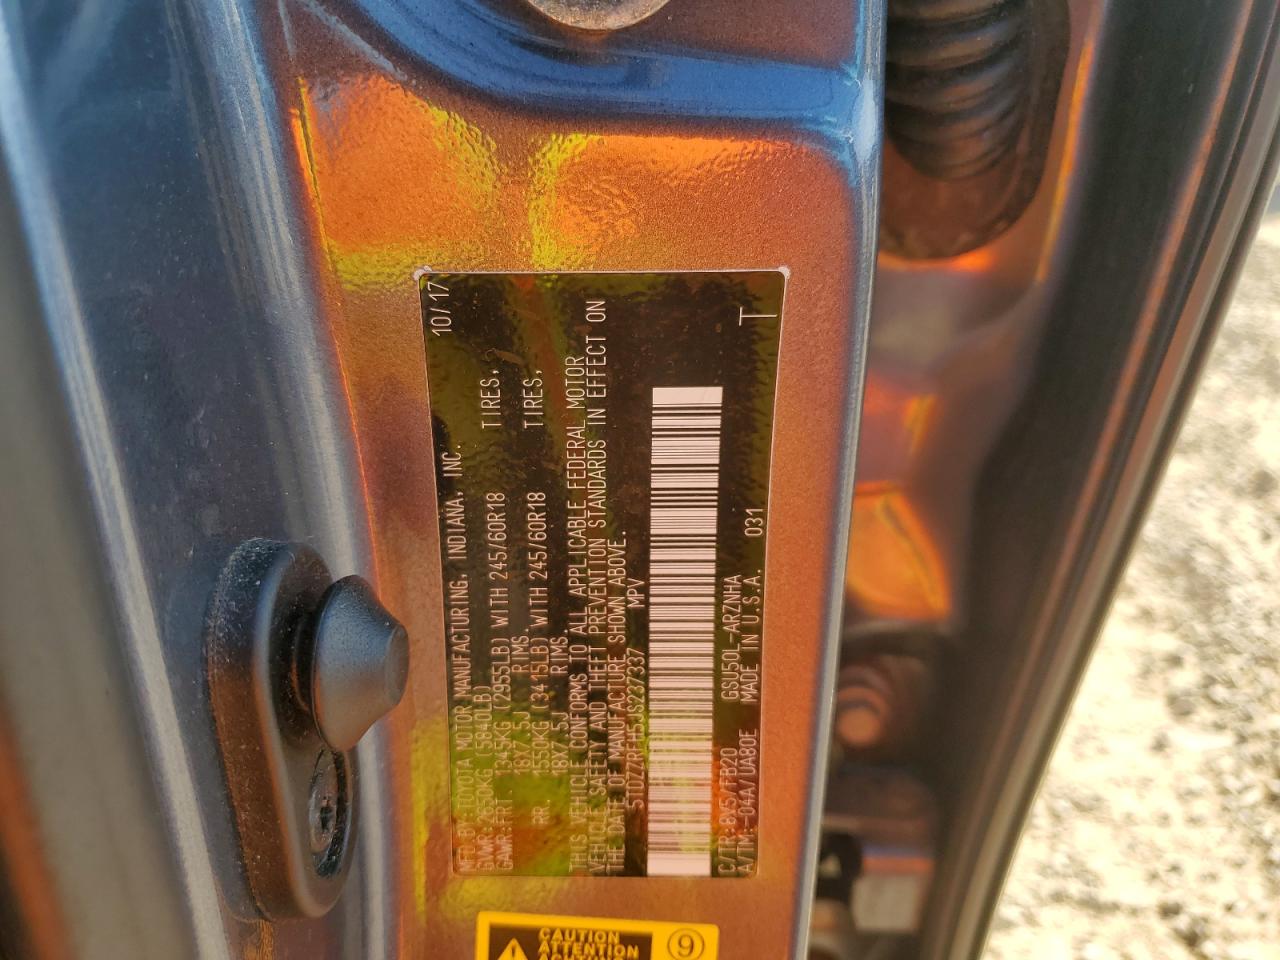 MFD.BY:TOYOTA MOTOR MANUFACTURING, INDIANA, INC. 10/17
GVWR:2650KG (5840LB)
GAWR:FRT. 1345KG (2955LB) WITH 245/60R18 TIRES,
18X7.5J RIMS
RR. 1550KG (3415LB) WITH 245/60R18 TIRES,
18X7.5J RIMS
THIS VEHICLE CONFORMS TO ALL APPLICABLE FEDERAL MOTOR
VEHICLE SAFETY AND THEFT PREVENTION STANDARDS IN EFFECT ON
THE DATE OF MANUFACTURE SHOWN ABOVE.
5TDZZRFH5JS237337 MPV
C/TR:8W5/FB20 GSU50L-ARZNHA
A/TM:-04A/UA80E MADE IN U.S.A. 031 T
CAUTION
ATTENTION
9